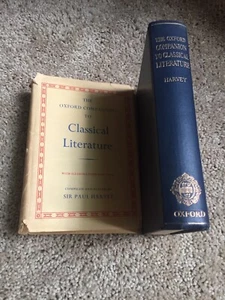 THE
OXFORD COMPANION
TO
Classical
Literature
SIR PAUL HARVEY
THE OXFORD
COMPANION
TO CLASSICAL
LITERATURE
HARVEY
OXFORD